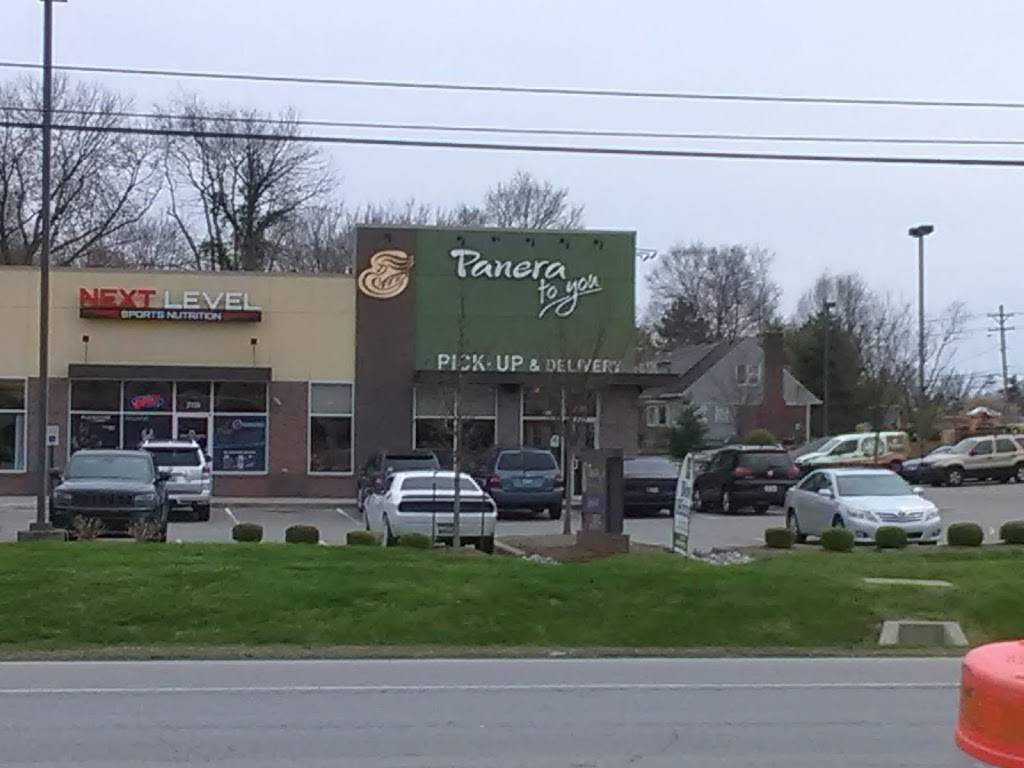 NEXT LEVEL
SPORTS NUTRITION
Panera
to you
PICK-UP & DELIVERY